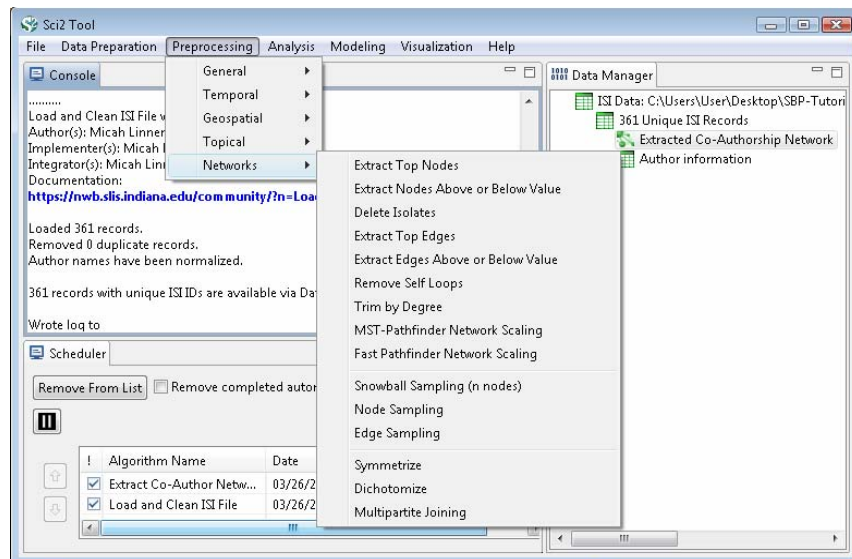 Sci2 Tool
File Data Preparation Preprocessing Analysis Modeling Visualization Help
Console
..........
Load and Clean ISI File w
Author(s): Micah Linner
Implementer(s): Micah
Integrator(s): Micah Lin
Documentation:
https://nwb.slis.indiana.edu/community/?n=Loa
Loaded 361 records.
Removed 0 duplicate records.
Author names have been normalized.
361 records with unique ISI IDs are available via Da
Wrote log to
General
Temporal
Geospatial
Topical
Networks
Extract Top Nodes
Extract Nodes Above or Below Value
Delete Isolates
Extract Top Edges
Extract Edges Above or Below Value
Remove Self Loops
Trim by Degree
MST-Pathfinder Network Scaling
Fast Pathfinder Network Scaling
Snowball Sampling (n nodes)
Node Sampling
Edge Sampling
Symmetrize
Dichotomize
Multipartite Joining
Data Manager
ISI Data: C:\Users\User\Desktop\SBP-Tutori
361 Unique ISI Records
Extracted Co-Authorship Network
Author information
Scheduler
Remove From List Remove completed autor
! Algorithm Name Date
Extract Co-Author Netw... 03/26/2
Load and Clean ISI File 03/26/2